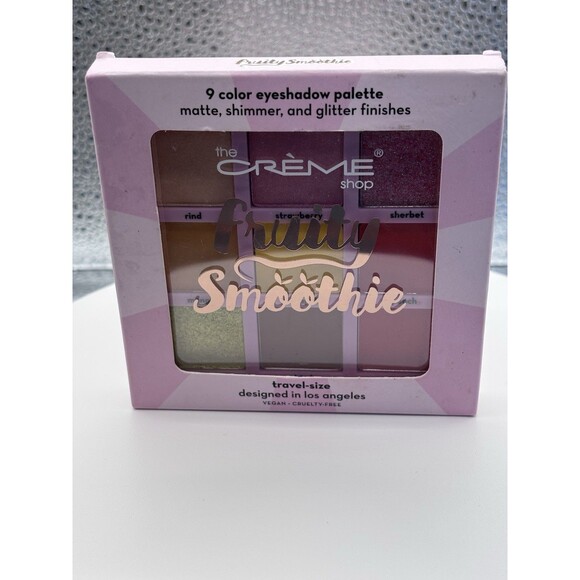 Fruity Smoothie
9 color eyeshadow palette
matte, shimmer, and glitter finishes
the
CRÈME®
shop
rind strawberry sherbet
fruity
Smoothie
travel-size
designed in los angeles
VEGAN • CRUELTY-FREE